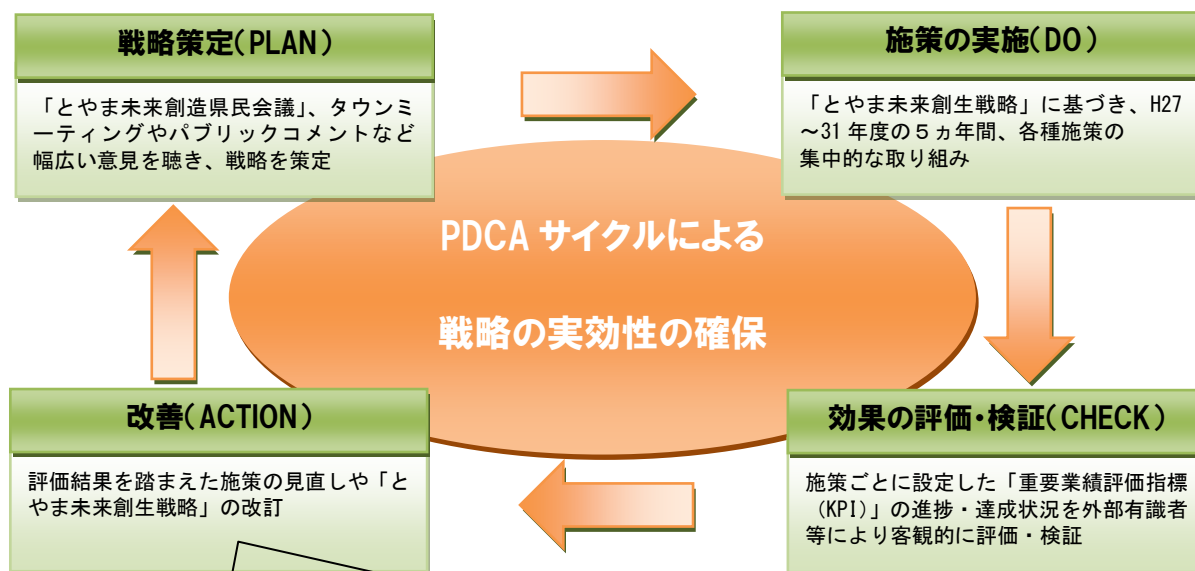 戦略策定(PLAN)
「とやま未来創造県民会議」、タウンミ
ーティングやパブリックコメントなど
幅広い意見を聴き、戦略を策定
施策の実施(DO)
「とやま未来創生戦略」に基づき、H27
～31 年度の５ヵ年間、各種施策の
集中的な取り組み
PDCA サイクルによる
戦略の実効性の確保
改善(ACTION)
評価結果を踏まえた施策の見直しや「と
やま未来創生戦略」の改訂
効果の評価・検証(CHECK)
施策ごとに設定した「重要業績評価指標
（KPI)」の進捗・達成状況を外部有識者
等により客観的に評価・検証